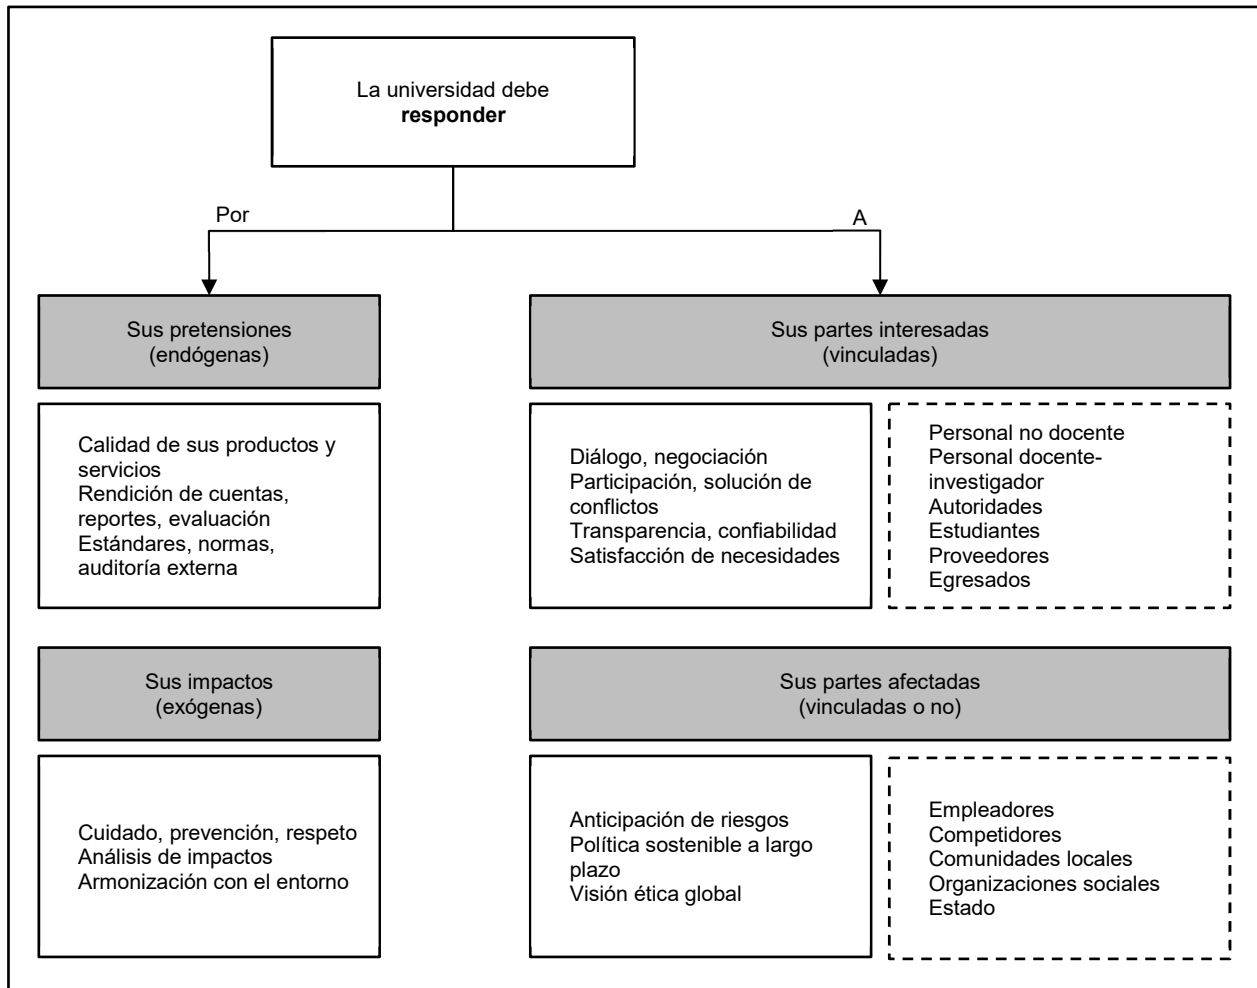 La universidad debe
responder
Por
A
Sus pretensiones
(endógenas)
Sus partes interesadas
(vinculadas)
Calidad de sus productos y
servicios
Rendición de cuentas,
reportes, evaluación
Estándares, normas,
auditoría externa
Diálogo, negociación
Participación, solución de
conflictos
Transparencia, confiabilidad
Satisfacción de necesidades
Personal no docente
Personal docente-
investigador
Autoridades
Estudiantes
Proveedores
Egresados
Sus impactos
(exógenas)
Sus partes afectadas
(vinculadas o no)
Cuidado, prevención, respeto
Análisis de impactos
Armonización con el entorno
Anticipación de riesgos
Política sostenible a largo
plazo
Visión ética global
Empleadores
Competidores
Comunidades locales
Organizaciones sociales
Estado